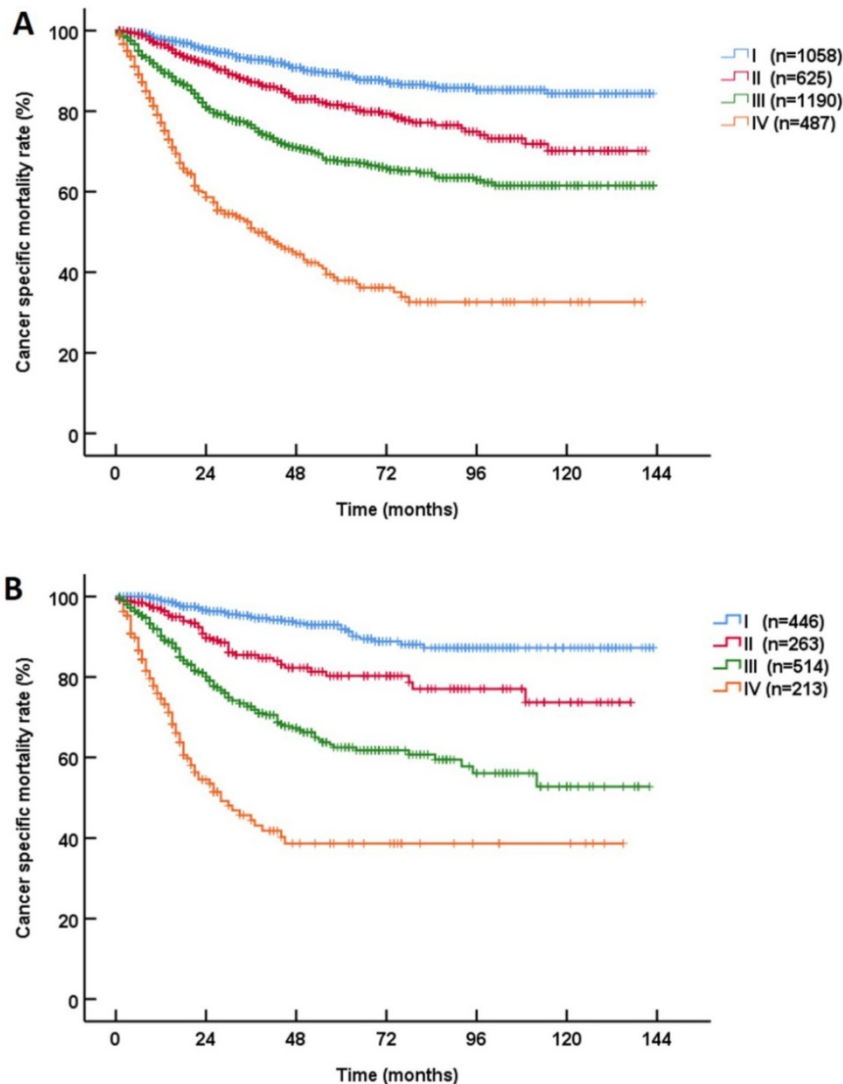 A
100
80
60
40
20
0
Cancer specific mortality rate (%)
0 24 48 72 96 120 144
Time (months)
I (n=1058)
II (n=625)
III (n=1190)
IV (n=487)
B
100
80
60
40
20
0
Cancer specific mortality rate (%)
0 24 48 72 96 120 144
Time (months)
I (n=446)
II (n=263)
III (n=514)
IV (n=213)